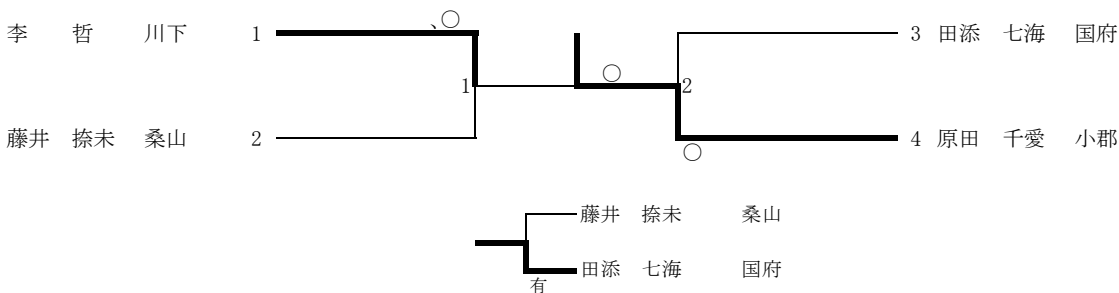 、○
李 哲 川下 1
3 田添 七海 国府
○
1
2
藤井 捺未 桑山 2
4 原田 千愛 小郡
○
藤井 捺未 桑山
田添 七海 国府
有